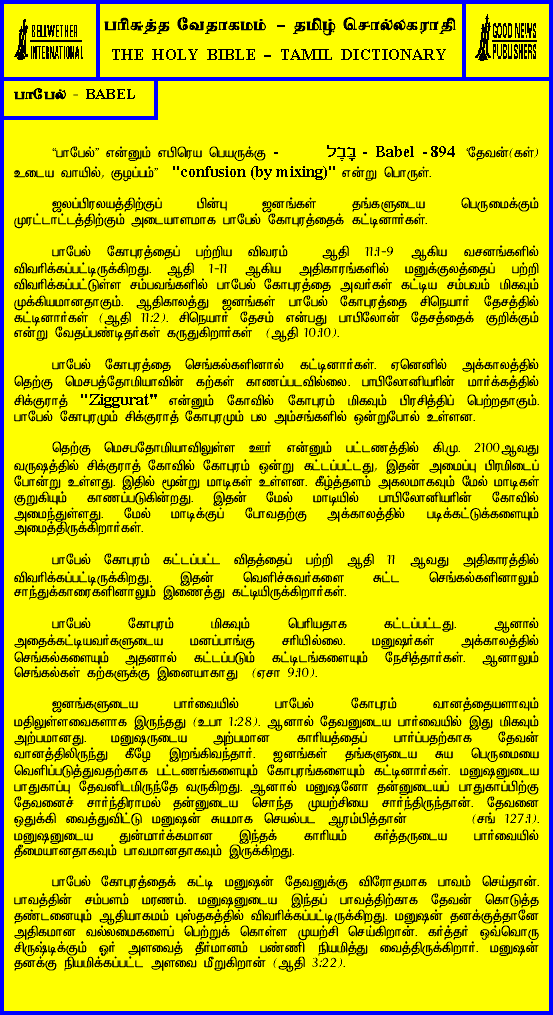 BELLWETHER
INTERNATIONAL
பரிசுத்த வேதாகமம் – தமிழ் சொல்லகராதி
THE HOLY BIBLE – TAMIL DICTIONARY
GOOD NEWS
PUBLISHERS
பாபேல் - BABEL
“பாபேல்” என்னும் எபிரெய பெயருக்கு - בָּבֶל - Babel - 894 “தேவன்(கள்)
உடைய வாயில், குழப்பம்” "confusion (by mixing)" என்று பொருள்.
ஜலப்பிரலயத்திற்குப் பின்பு ஜனங்கள் தங்களுடைய பெருமைக்கும்
முரட்டாட்டத்திற்கும் அடையாளமாக பாபேல் கோபுரத்தைக் கட்டினார்கள்.
பாபேல் கோபுரத்தைப் பற்றிய விவரம் ஆதி 11:1-9 ஆகிய வசனங்களில்
விவரிக்கப்பட்டிருக்கிறது. ஆதி 1-11 ஆகிய அதிகாரங்களில் மனுக்குலத்தைப் பற்றி
விவரிக்கப்பட்டுள்ள சம்பவங்களில் பாபேல் கோபுரத்தை அவர்கள் கட்டிய சம்பவம் மிகவும்
முக்கியமானதாகும். ஆதிகாலத்து ஜனங்கள் பாபேல் கோபுரத்தை சிநெயார் தேசத்தில்
கட்டினார்கள் (ஆதி 11:2). சிநெயார் தேசம் என்பது பாபிலோன் தேசத்தைக் குறிக்கும்
என்று வேதப்பண்டிதர்கள் கருதுகிறார்கள் (ஆதி 10:10).
பாபேல் கோபுரத்தை செங்கல்களினால் கட்டினார்கள். ஏனெனில் அக்காலத்தில்
தெற்கு மெசபத்தோமியாவின் கற்கள் காணப்படவில்லை. பாபிலோனியரின் மார்க்கத்தில்
சிக்குராத் "Ziggurat" என்னும் கோவில் கோபுரம் மிகவும் பிரசித்திப் பெற்றதாகும்.
பாபேல் கோபுரமும் சிக்குராத் கோபுரமும் பல அம்சங்களில் ஒன்றுபோல் உள்ளன.
தெற்கு மெசபதோமியாவிலுள்ள ஊர் என்னும் பட்டணத்தில் கி.மு. 2100ஆவது
வருஷத்தில் சிக்குராத் கோவில் கோபுரம் ஒன்று கட்டப்பட்டது, இதன் அமைப்பு பிரமிடைப்
போன்று உள்ளது. இதில் மூன்று மாடிகள் உள்ளன. கீழ்த்தளம் அகலமாகவும் மேல் மாடிகள்
குறுகியும் காணப்படுகின்றது. இதன் மேல் மாடியில் பாபிலோனியரின் கோவில்
அமைந்துள்ளது. மேல் மாடிக்குப் போவதற்கு அக்காலத்தில் படிக்கட்டுக்களையும்
அமைத்திருக்கிறார்கள்.
பாபேல் கோபுரம் கட்டப்பட்ட விதத்தைப் பற்றி ஆதி 11 ஆவது அதிகாரத்தில்
விவரிக்கப்பட்டிருக்கிறது. இதன் வெளிச்சுவர்களை சுட்ட செங்கல்களினாலும்
சாந்துக்காரைகளினாலும் இணைத்து கட்டியிருக்கிறார்கள்.
பாபேல் கோபுரம் மிகவும் பெரியதாக கட்டப்பட்டது. ஆனால்
அதைக்கட்டியவர்களுடைய மனப்பாங்கு சரியில்லை. மனுஷர்கள் அக்காலத்தில்
செங்கல்களையும் அதனால் கட்டப்படும் கட்டிடங்களையும் நேசித்தார்கள். ஆனாலும்
செங்கல்கள் கற்களுக்கு இணையாகாது (ஏசா 9:10).
ஜனங்களுடைய பார்வையில் பாபேல் கோபுரம் வானத்தையளாவும்
மதிலுள்ளவைகளாக இருந்தது (உபா 1:28). ஆனால் தேவனுடைய பார்வையில் இது மிகவும்
அற்பமானது. மனுஷருடைய அற்பமான காரியத்தைப் பார்ப்பதற்காக தேவன்
வானத்திலிருந்து கீழே இறங்கிவந்தார். ஜனங்கள் தங்களுடைய சுய பெருமையை
வெளிப்படுத்துவதற்காக பட்டணங்களையும் கோபுரங்களையும் கட்டினார்கள். மனுஷனுடைய
பாதுகாப்பு தேவனிடமிருந்தே வருகிறது. ஆனால் மனுஷனோ தன்னுடையப் பாதுகாப்பிற்கு
தேவனைச் சார்ந்திராமல் தன்னுடைய சொந்த முயற்சியை சார்ந்திருந்தான். தேவனை
ஒதுக்கி வைத்துவிட்டு மனுஷன் சுயமாக செயல்பட ஆரம்பித்தான் (சங் 127:1).
மனுஷனுடைய துன்மார்க்கமான இந்தக் காரியம் கர்த்தருடைய பார்வையில்
தீமையானதாகவும் பாவமானதாகவும் இருக்கிறது.
பாபேல் கோபுரத்தைக் கட்டி மனுஷன் தேவனுக்கு விரோதமாக பாவம் செய்தான்.
பாவத்தின் சம்பளம் மரணம். மனுஷனுடைய இந்தப் பாவத்திற்காக தேவன் கொடுத்த
தண்டனையும் ஆதியாகமம் புஸ்தகத்தில் விவரிக்கப்பட்டிருக்கிறது. மனுஷன் தனக்குத்தானே
அதிகமான வல்லமைகளைப் பெற்றுக் கொள்ள முயற்சி செய்கிறான். கர்த்தர் ஒவ்வொரு
சிருஷ்டிக்கும் ஓர் அளவைத் தீர்மானம் பண்ணி நியமித்து வைத்திருக்கிறார். மனுஷன்
தனக்கு நியமிக்கப்பட்ட அளவை மீறுகிறான் (ஆதி 3:22).